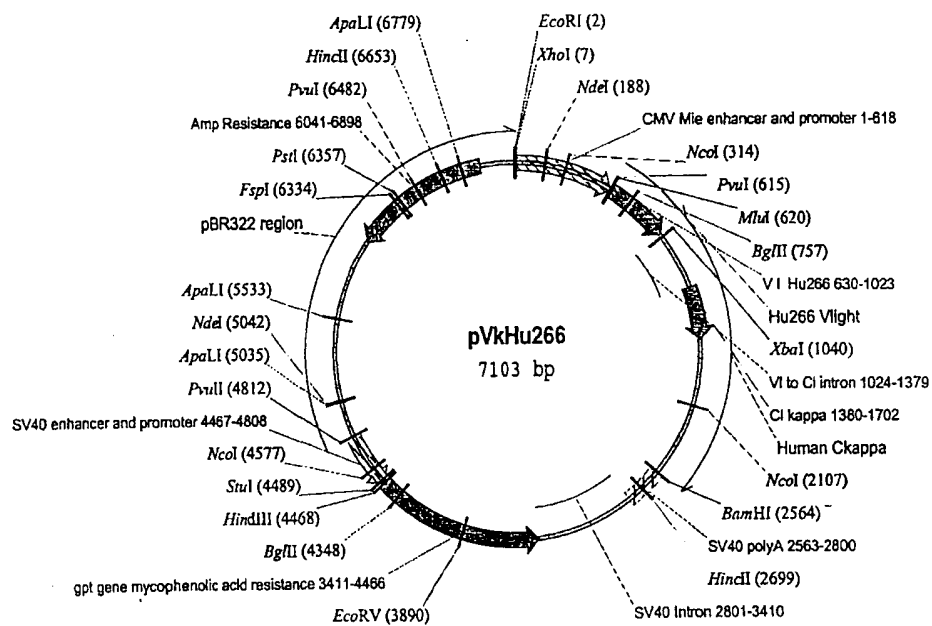 ApaLI (6779)
HincII (6653)
PvuI (6482)
Amp Resistance 6041-6898
PstI (6357)
FspI (6334)
pBR322 region
ApaLI (5533)
NdeI (5042)
ApaLI (5035)
PvuII (4812)
SV40 enhancer and promoter 4467-4808
NcoI (4577)
StuI (4489)
HindIII (4468)
BglII (4348)
gpt gene mycophenolic acid resistance 3411-4466
EcoRV (3890)
EcoRI (2)
XhoI (7)
NdeI (188)
CMV Mie enhancer and promoter 1-618
NcoI (314)
PvuI (615)
MluI (620)
BglII (757)
V l Hu266 630-1023
Hu266 Vlight
XbaI (1040)
Vl to Cl intron 1024-1379
Cl kappa 1380-1702
Human Ckappa
NcoI (2107)
BamHI (2564)
SV40 polyA 2563-2800
HincII (2699)
SV40 Intron 2801-3410
pVkHu266
7103 bp